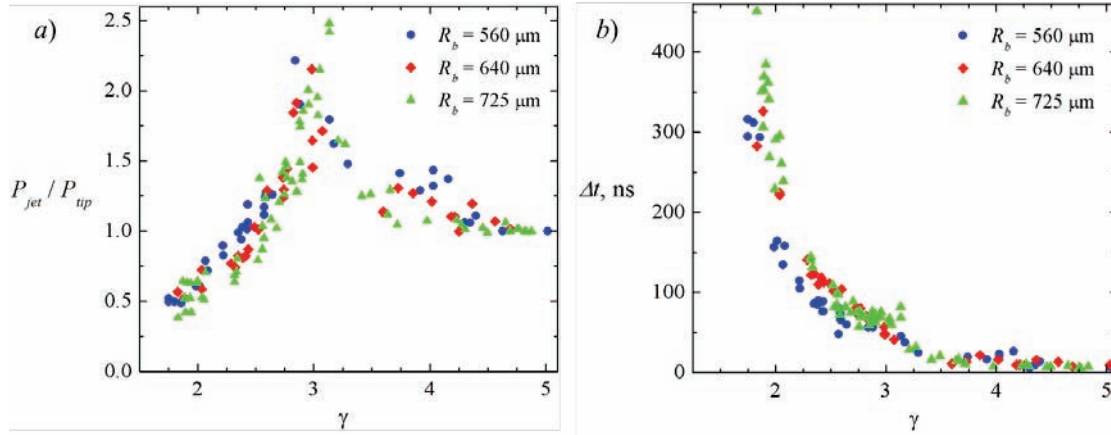 a)
2.5
2.0
1.5
1.0
0.5
0.0
P_jet / P_tip
R_b = 560 μm
R_b = 640 μm
R_b = 725 μm
2 3 4 5
γ
b)
400
300
200
100
0
Δt, ns
R_b = 560 μm
R_b = 640 μm
R_b = 725 μm
2 3 4 5
γ